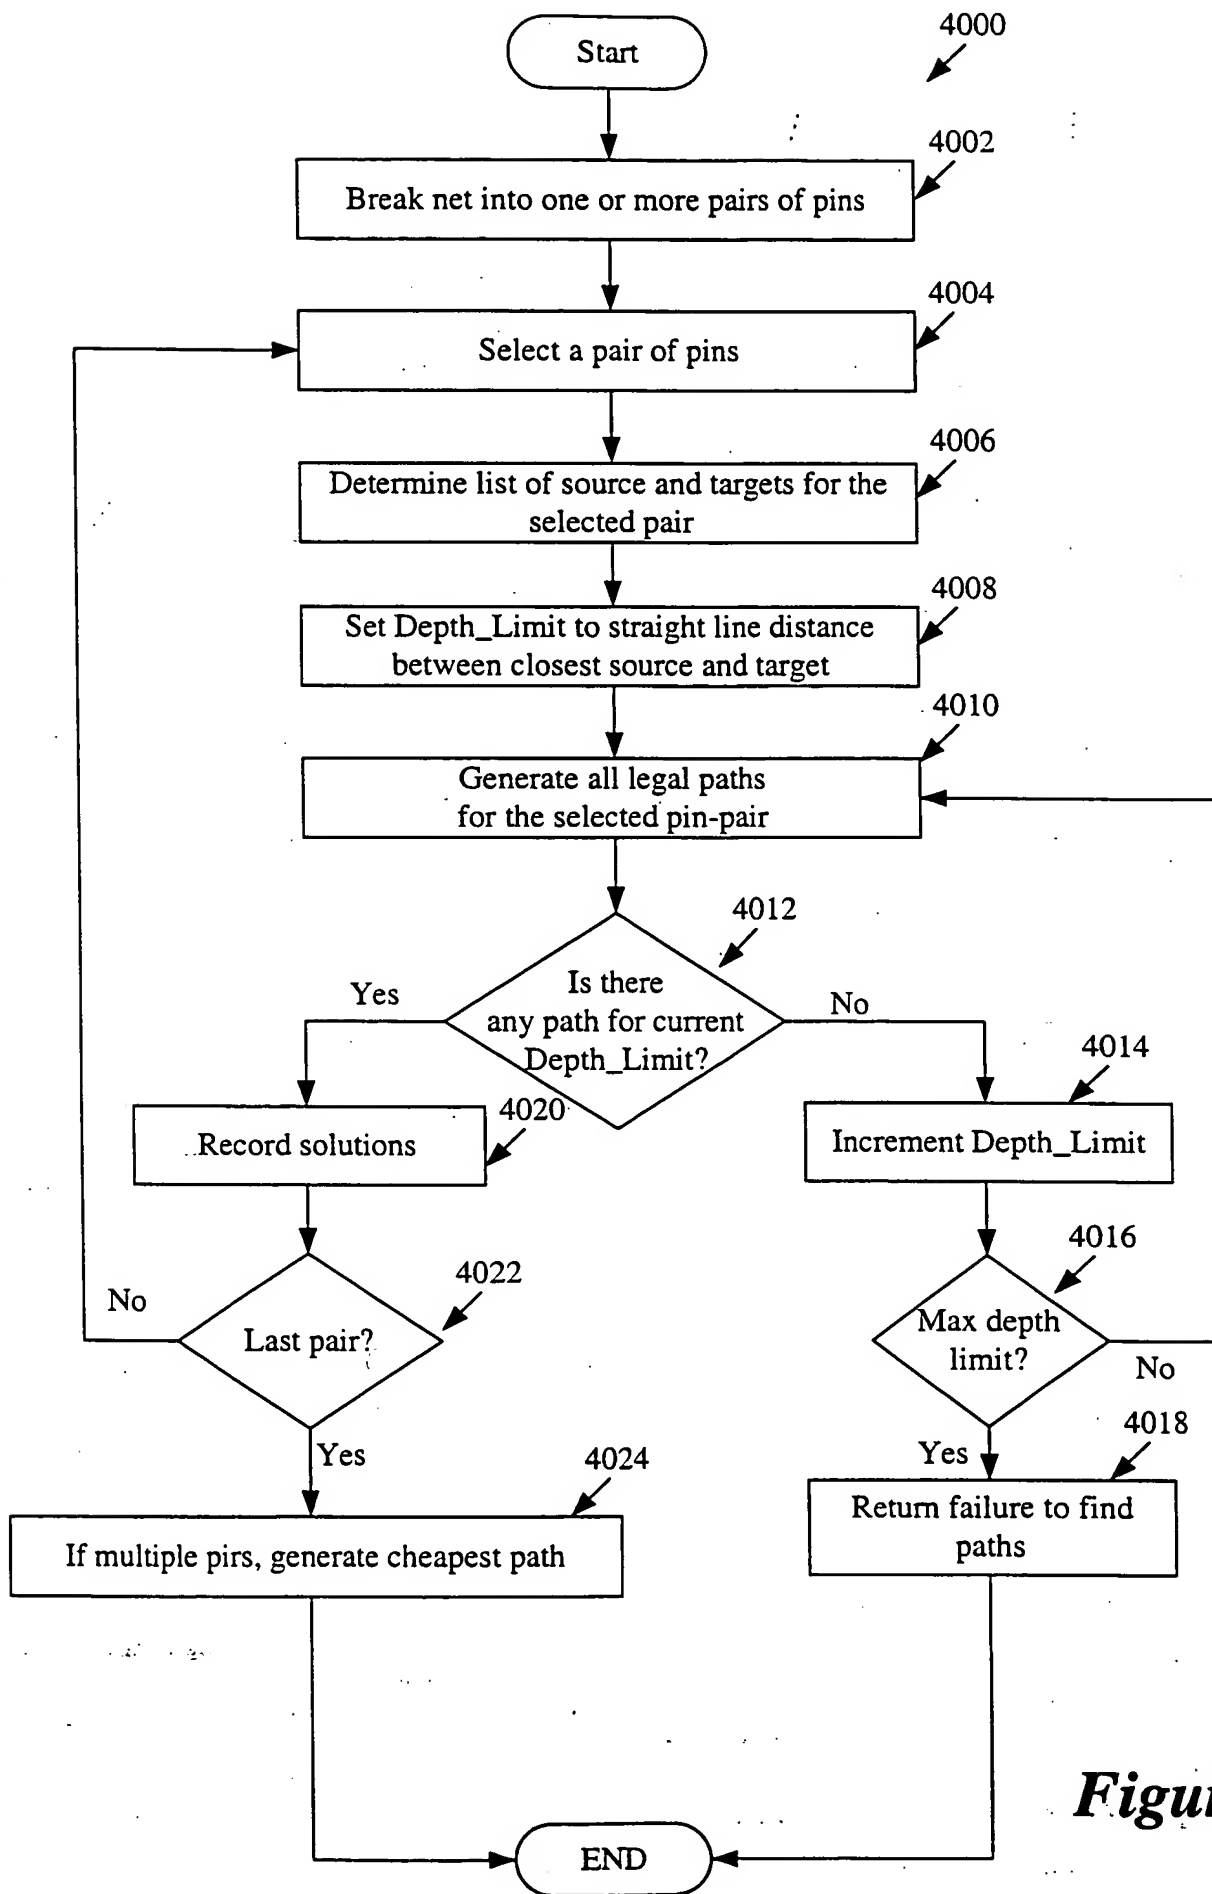 Start
4000
4002
Break net into one or more pairs of pins
4004
Select a pair of pins
4006
Determine list of source and targets for the
selected pair
4008
Set Depth_Limit to straight line distance
between closest source and target
4010
Generate all legal paths
for the selected pin-pair
4012
Is there
any path for current
Depth_Limit?
Yes
No
4014
Increment Depth_Limit
4020
Record solutions
4016
Max depth
limit?
No
4022
Last pair?
No
Yes
4018
Yes
Return failure to find
paths
4024
If multiple pirs, generate cheapest path
END